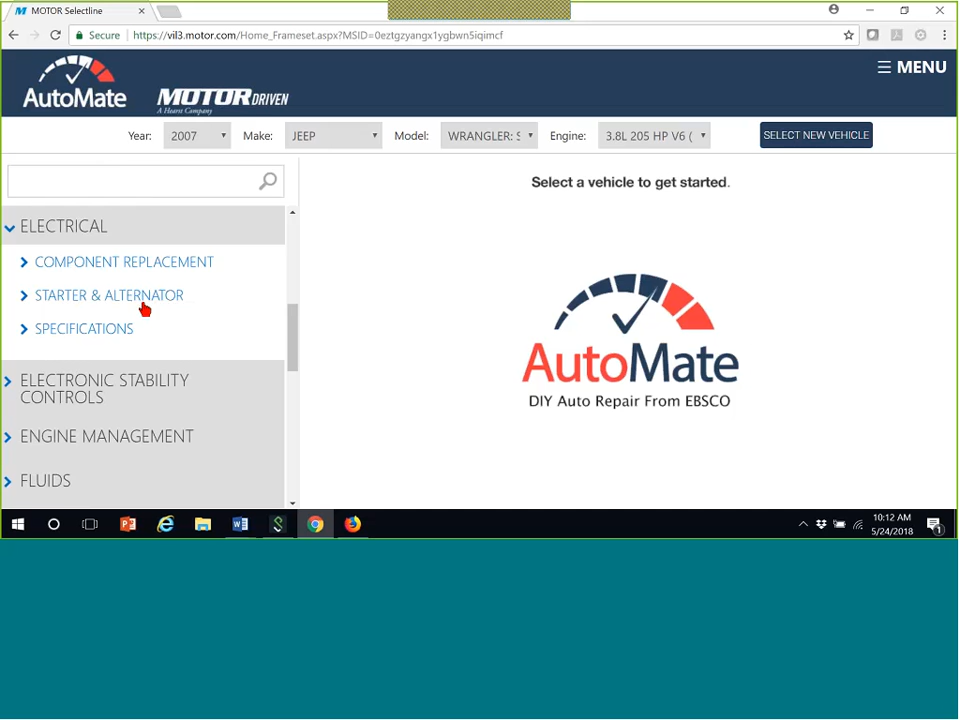 MOTOR Selectline
Secure
https://vil3.motor.com/Home_Frameset.aspx?MSID=0eztgzyangx1ygbwn5iqimcf
AutoMate
MOTOR DRIVEN
A Hearst Company
MENU
Year:
2007
Make:
JEEP
Model:
WRANGLER: S
Engine:
3.8L 205 HP V6 (
SELECT NEW VEHICLE
Select a vehicle to get started.
ELECTRICAL
COMPONENT REPLACEMENT
STARTER & ALTERNATOR
SPECIFICATIONS
ELECTRONIC STABILITY
CONTROLS
ENGINE MANAGEMENT
FLUIDS
AutoMate
DIY Auto Repair From EBSCO
10:12 AM
5/24/2018
1